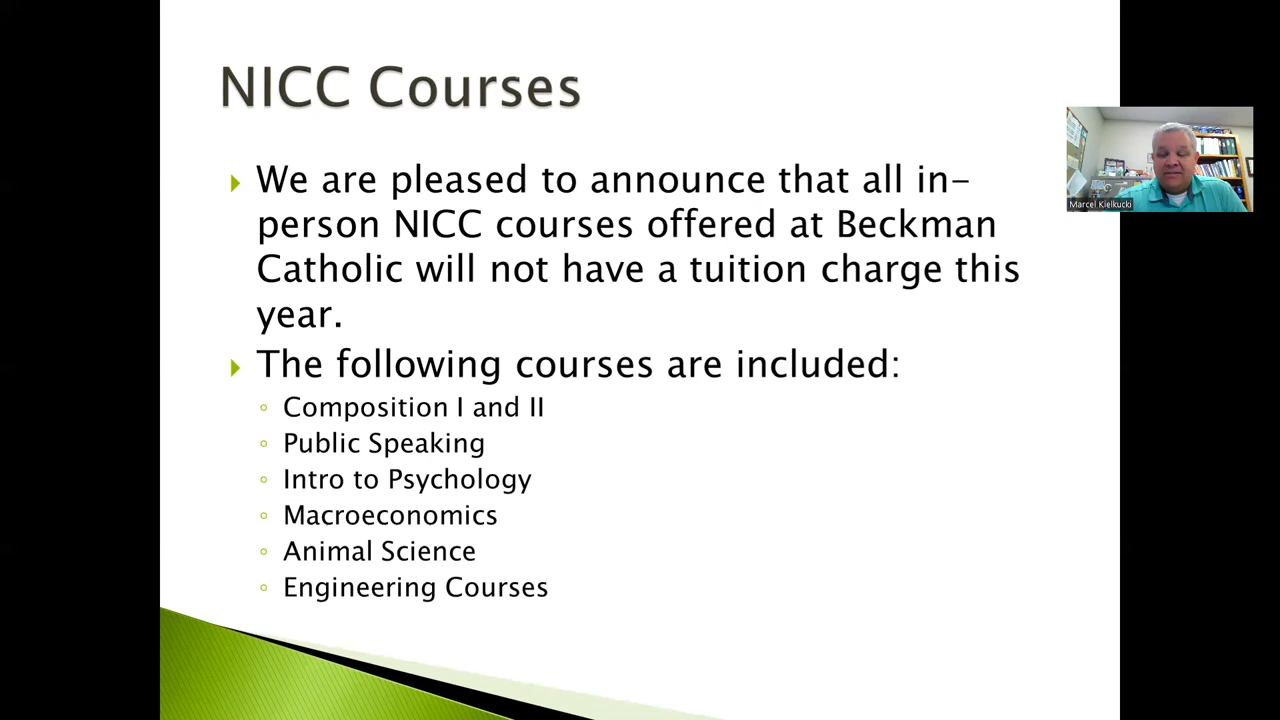 NICC Courses
We are pleased to announce that all in-
person NICC courses offered at Beckman
Catholic will not have a tuition charge this
year.
The following courses are included:
Composition I and II
Public Speaking
Intro to Psychology
Macroeconomics
Animal Science
Engineering Courses
Marcel Kielkucki